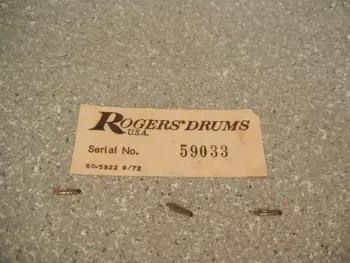 ROGERS' DRUMS
U.S.A.
Serial No. 59033
60-5822 9/72